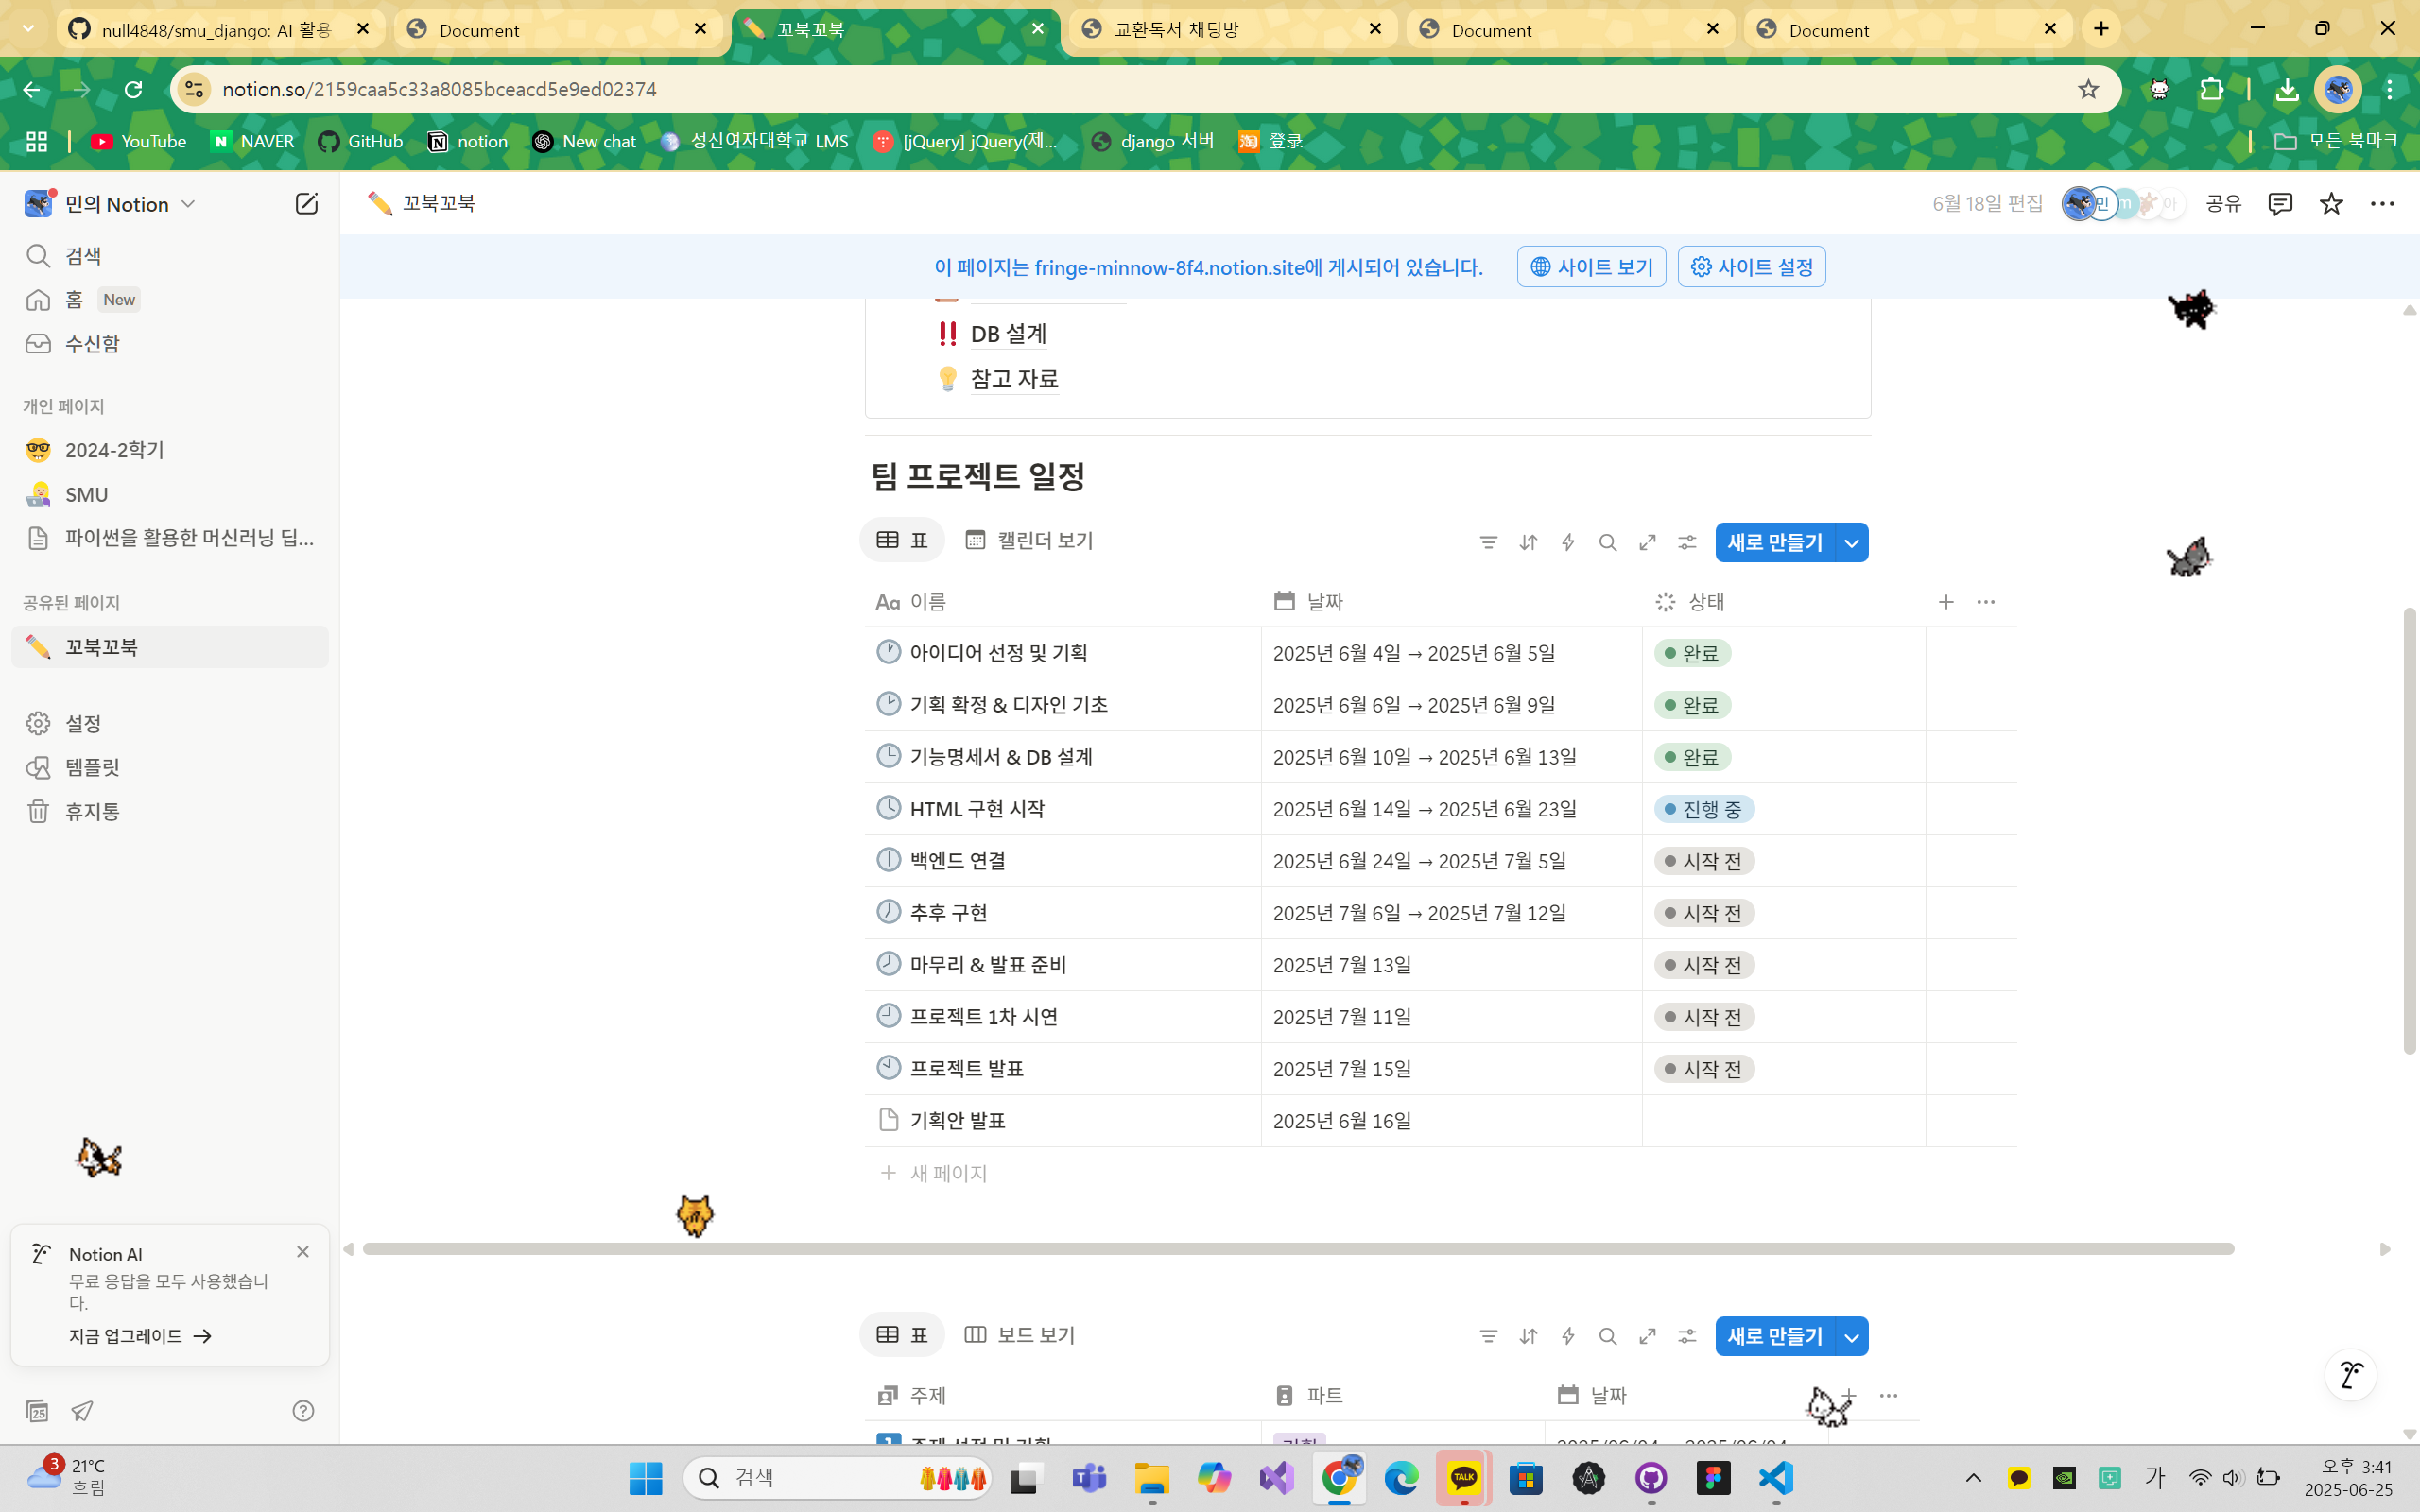 null4848/smu_django: AI 활용
Document
꼬북꼬북
교환독서 채팅방
Document
Document
notion.so/2159caa5c33a8085bceacd5e9ed02374
YouTube
NAVER
GitHub
notion
New chat
성신여자대학교 LMS
[jQuery] jQuery(제...
django 서버
登录
모든 북마크
민의 Notion
꼬북꼬북
6월 18일 편집
민
m
아
공유
검색
홈 New
수신함
개인 페이지
2024-2학기
SMU
파이썬을 활용한 머신러닝 딥...
공유된 페이지
꼬북꼬북
설정
템플릿
휴지통
이 페이지는 fringe-minnow-8f4.notion.site에 게시되어 있습니다.
사이트 보기
사이트 설정
DB 설계
참고 자료
팀 프로젝트 일정
표
캘린더 보기
새로 만들기
Aa 이름 날짜 상태
아이디어 선정 및 기획 2025년 6월 4일 → 2025년 6월 5일 완료
기획 확정 & 디자인 기초 2025년 6월 6일 → 2025년 6월 9일 완료
기능명세서 & DB 설계 2025년 6월 10일 → 2025년 6월 13일 완료
HTML 구현 시작 2025년 6월 14일 → 2025년 6월 23일 진행 중
백엔드 연결 2025년 6월 24일 → 2025년 7월 5일 시작 전
추후 구현 2025년 7월 6일 → 2025년 7월 12일 시작 전
마무리 & 발표 준비 2025년 7월 13일 시작 전
프로젝트 1차 시연 2025년 7월 11일 시작 전
프로젝트 발표 2025년 7월 15일 시작 전
기획안 발표 2025년 6월 16일
+ 새 페이지
표
보드 보기
새로 만들기
주제 파트 날짜
Notion AI
무료 응답을 모두 사용했습니
다.
지금 업그레이드 →
25
3
21°C
흐림
검색
TALK
가
오후 3:41
2025-06-25